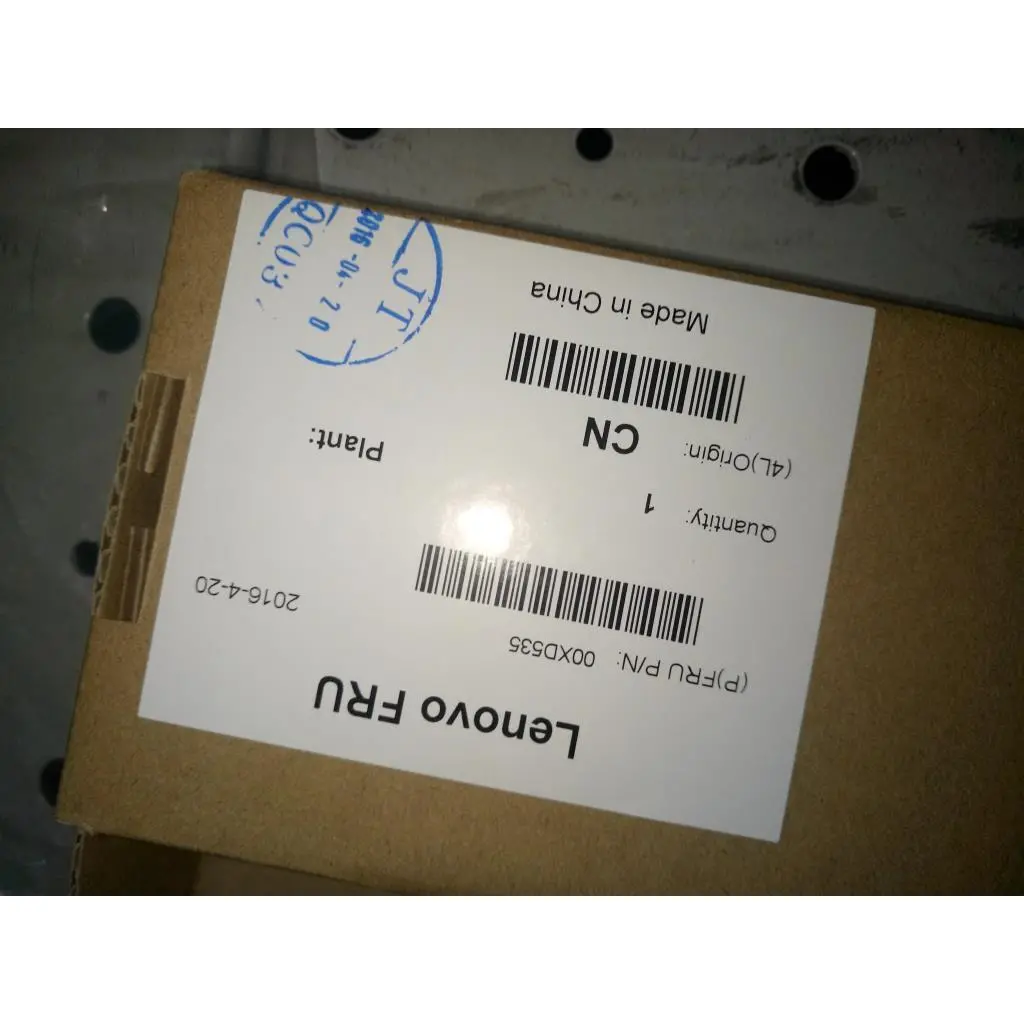 Lenovo FRU
(P)FRU P/N: 00XD535
2016-4-20
Quantity: 1
Plant:
(4L)Origin: CN
Made in China
JT
2016-04-20
QC03